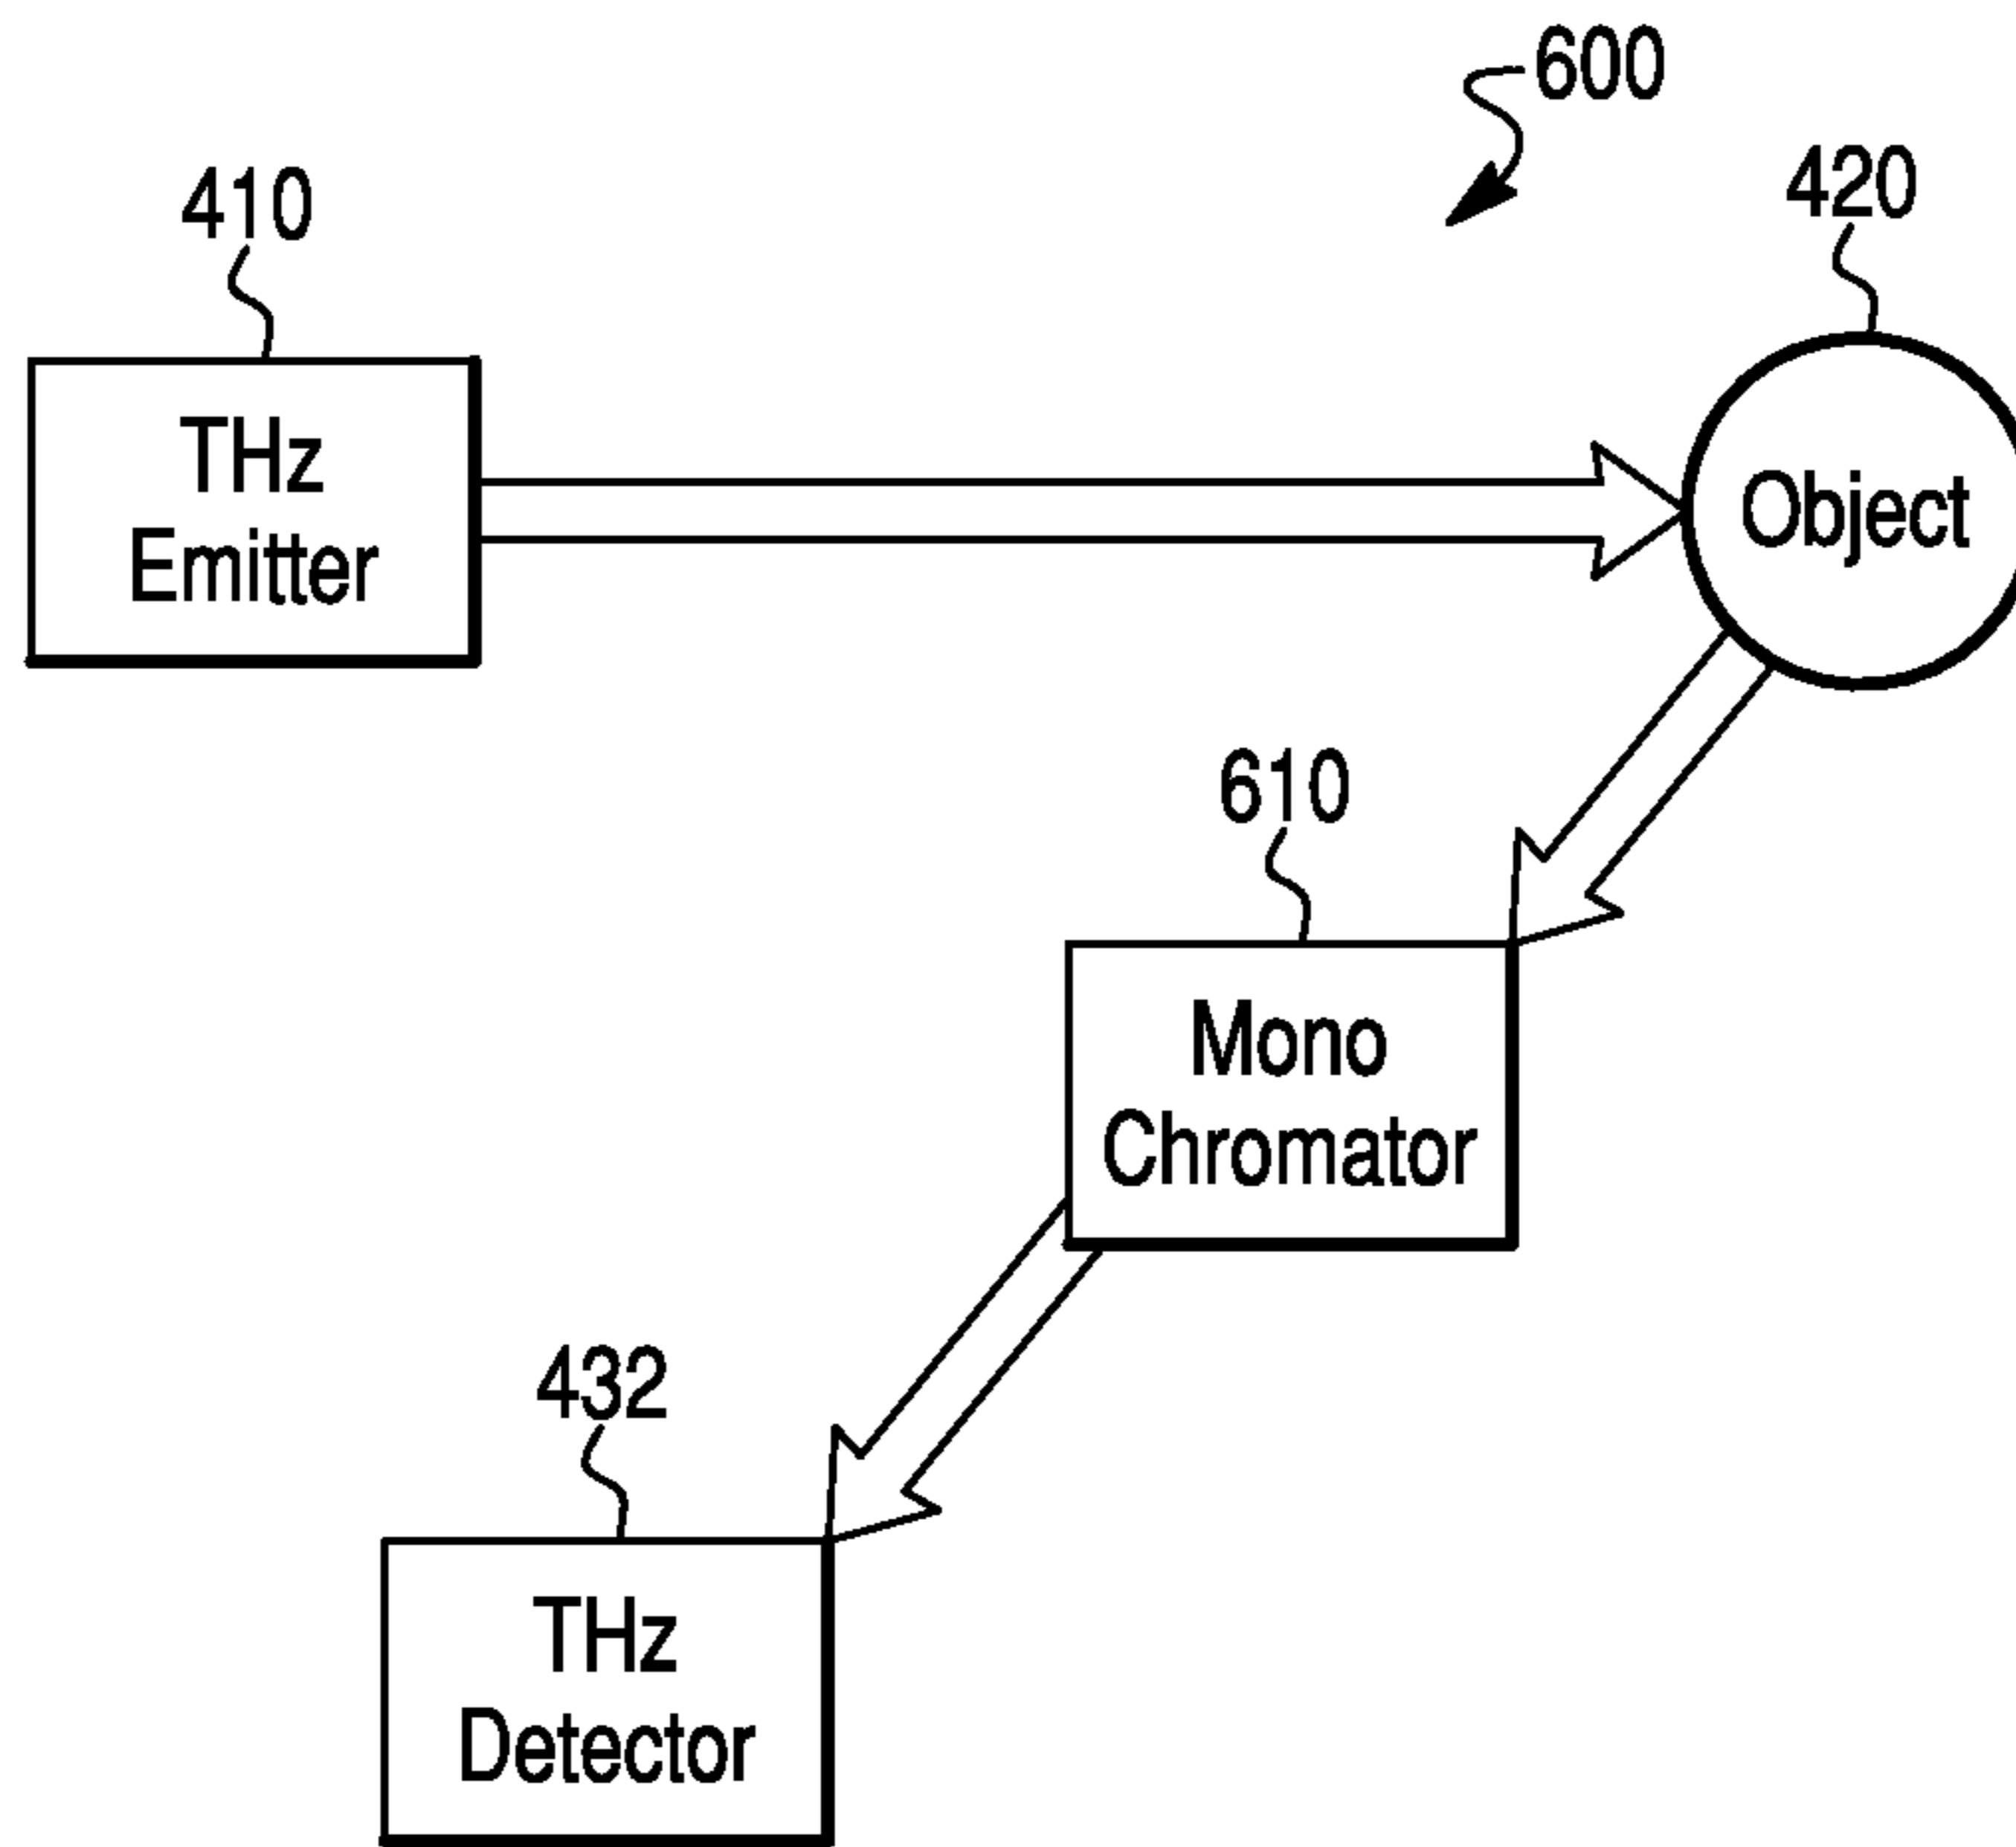 600
410
420
THz
Emitter
Object
610
Mono
Chromator
432
THz
Detector